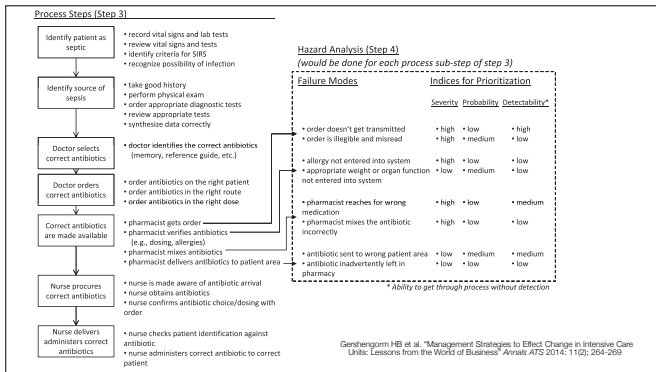 Process Steps (Step 3)
Identify patient as
septic
• record vital signs and lab tests
• review vital signs and tests
• identify criteria for SIRS
• recognize possibility of infection
Identify source of
sepsis
• take good history
• perform physical exam
• order appropriate diagnostic tests
• review appropriate tests
• synthesize data correctly
Doctor selects
correct antibiotics
• doctor identifies the correct antibiotics
(memory, reference guide, etc.)
Doctor orders
correct antibiotics
• order antibiotics on the right patient
• order antibiotics in the right route
• order antibiotics in the right dose
Correct antibiotics
are made available
• pharmacist gets order
• pharmacist verifies antibiotics
(e.g., dosing, allergies)
• pharmacist mixes antibiotics
• pharmacist delivers antibiotics to patient area
Nurse procures
correct antibiotics
• nurse is made aware of antibiotic arrival
• nurse obtains antibiotics
• nurse confirms antibiotic choice/dosing with
order
Nurse delivers
administers correct
antibiotics
• nurse checks patient identification against
antibiotic
• nurse administers correct antibiotic to correct
patient
Hazard Analysis (Step 4)
(would be done for each process sub-step of step 3)
Failure Modes Indices for Prioritization
Severity Probability Detectability*
• order doesn't get transmitted • high • low • high
• order is illegible and misread • high • medium • low
• allergy not entered into system • high • low • low
• appropriate weight or organ function • low • medium • low
not entered into system
• pharmacist reaches for wrong • high • low • medium
medication
• pharmacist mixes the antibiotic • high • low • low
incorrectly
• antibiotic sent to wrong patient area • low • medium • medium
• antibiotic inadvertently left in • low • low • low
pharmacy
* Ability to get through process without detection
Gershengorm HB et al. "Management Strategies to Effect Change in Intensive Care
Units: Lessons from the World of Business" Annals ATS 2014: 11(2); 264-269